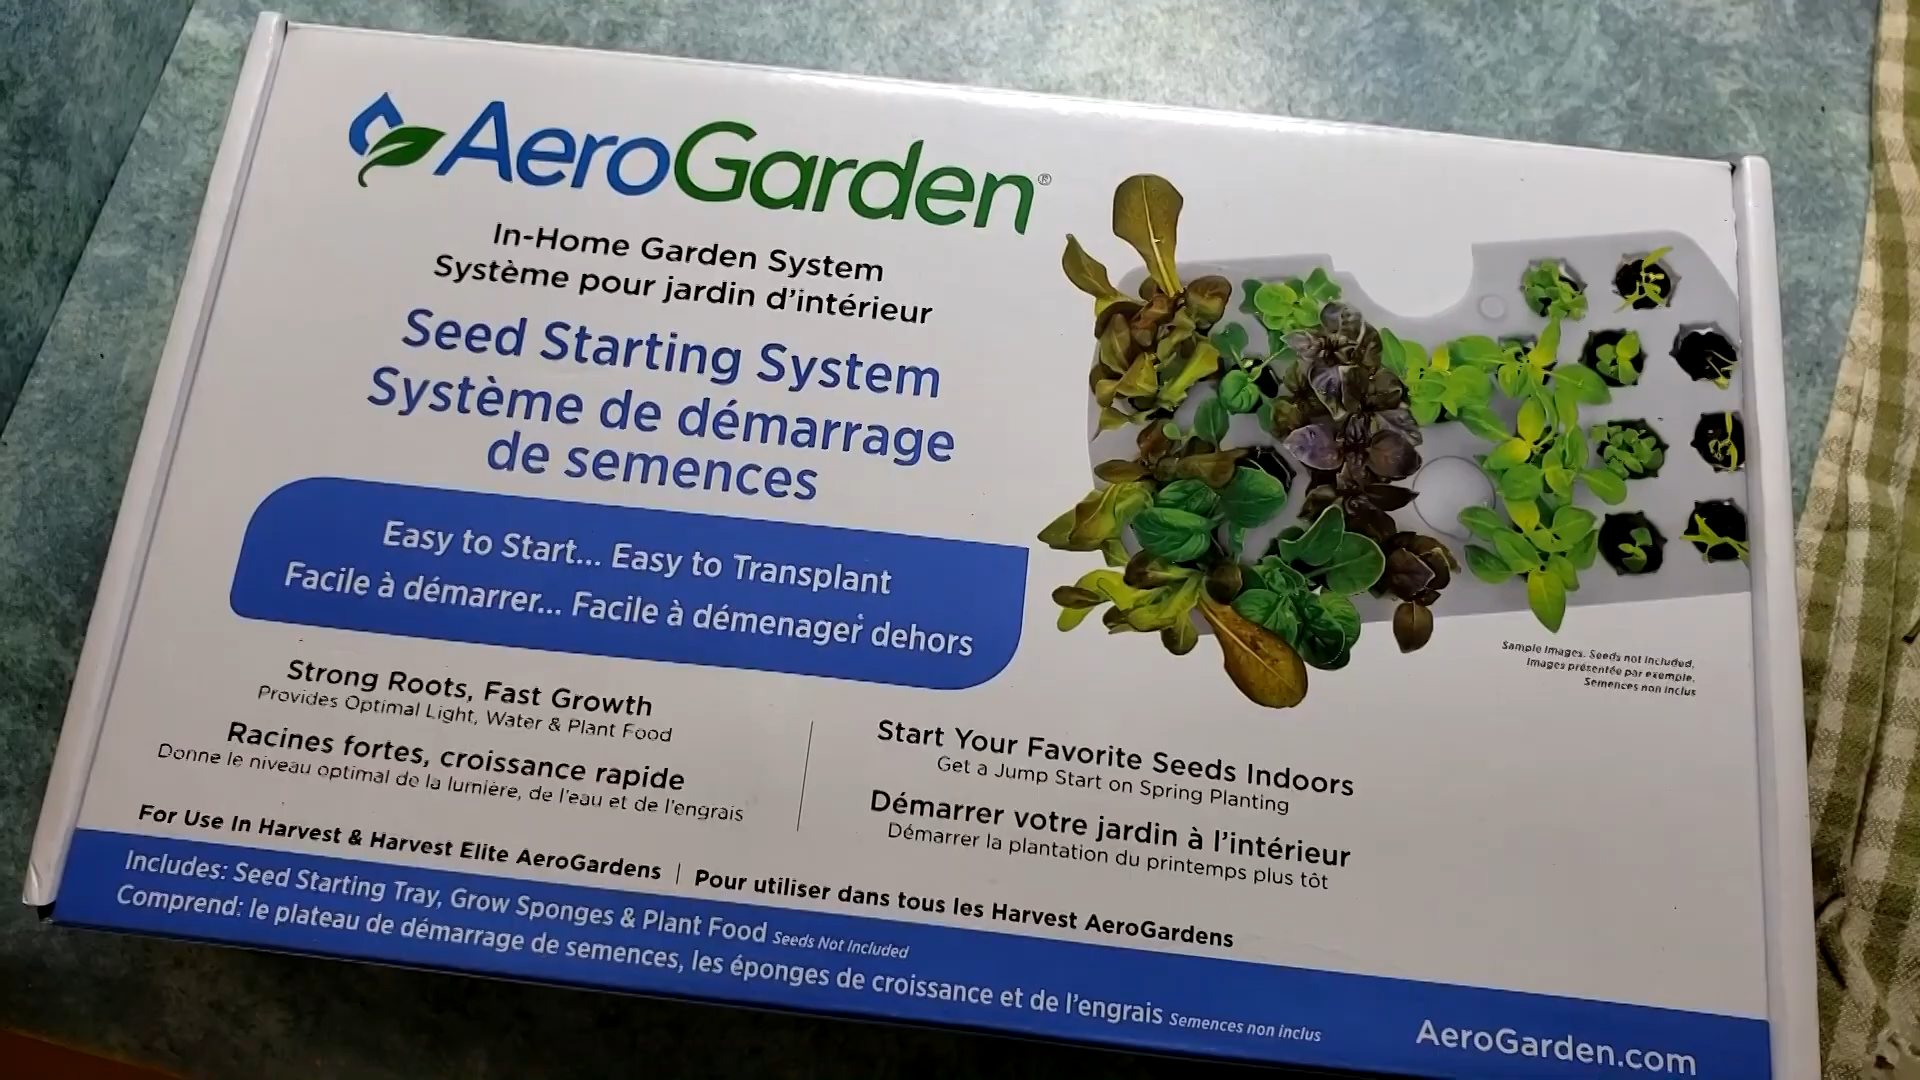 AeroGarden®
In-Home Garden System
Système pour jardin d'intérieur
Seed Starting System
Système de démarrage
de semences
Easy to Start... Easy to Transplant
Facile à démarrer... Facile à démenager dehors
Sample Images. Seeds not included.
Images présentée par exemple.
Semences non inclus
Strong Roots, Fast Growth
Provides Optimal Light, Water & Plant Food
Racines fortes, croissance rapide
Donne le niveau optimal de la lumière, de l'eau et de l'engrais
Start Your Favorite Seeds Indoors
Get a Jump Start on Spring Planting
Démarrer votre jardin à l'intérieur
Démarrer la plantation du printemps plus tôt
For Use In Harvest & Harvest Elite AeroGardens | Pour utiliser dans tous les Harvest AeroGardens
Includes: Seed Starting Tray, Grow Sponges & Plant Food Seeds Not Included
Comprend: le plateau de démarrage de semences, les éponges de croissance et de l'engrais Semences non inclus
AeroGarden.com